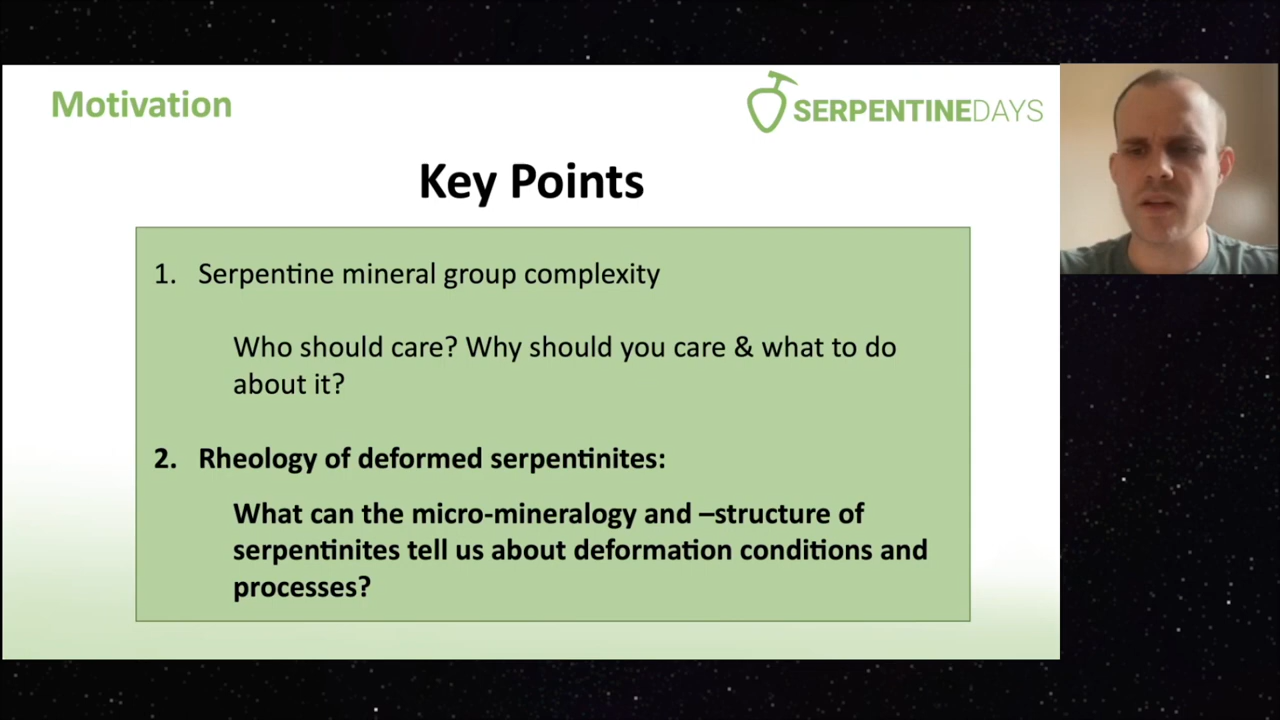 Motivation
SERPENTINEDAYS
Key Points
1. Serpentine mineral group complexity
Who should care? Why should you care & what to do
about it?
2. Rheology of deformed serpentinites:
What can the micro-mineralogy and –structure of
serpentinites tell us about deformation conditions and
processes?